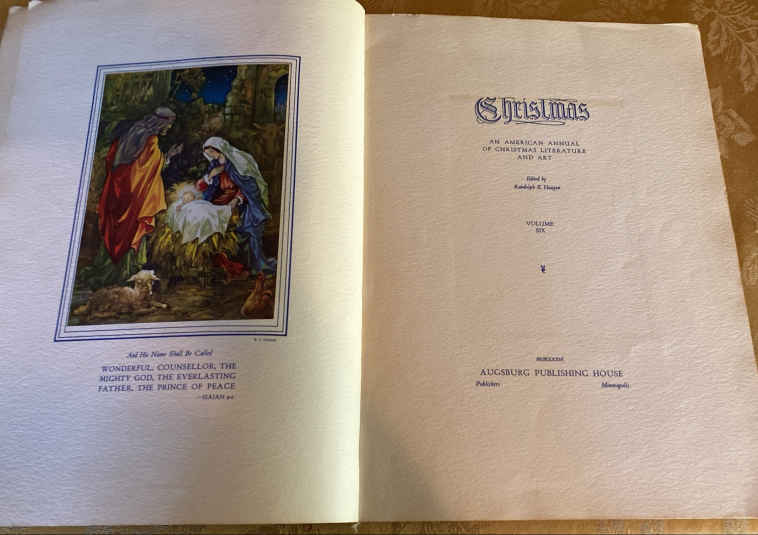 And His Name Shall Be Called
WONDERFUL, COUNSELLOR, THE
MIGHTY GOD, THE EVERLASTING
FATHER, THE PRINCE OF PEACE
—ISAIAH 9:6
Christmas
AN AMERICAN ANNUAL
OF CHRISTMAS LITERATURE
AND ART
Edited by
Randolph E. Haugan
VOLUME
SIX
AUGSBURG PUBLISHING HOUSE
Publishers Minneapolis